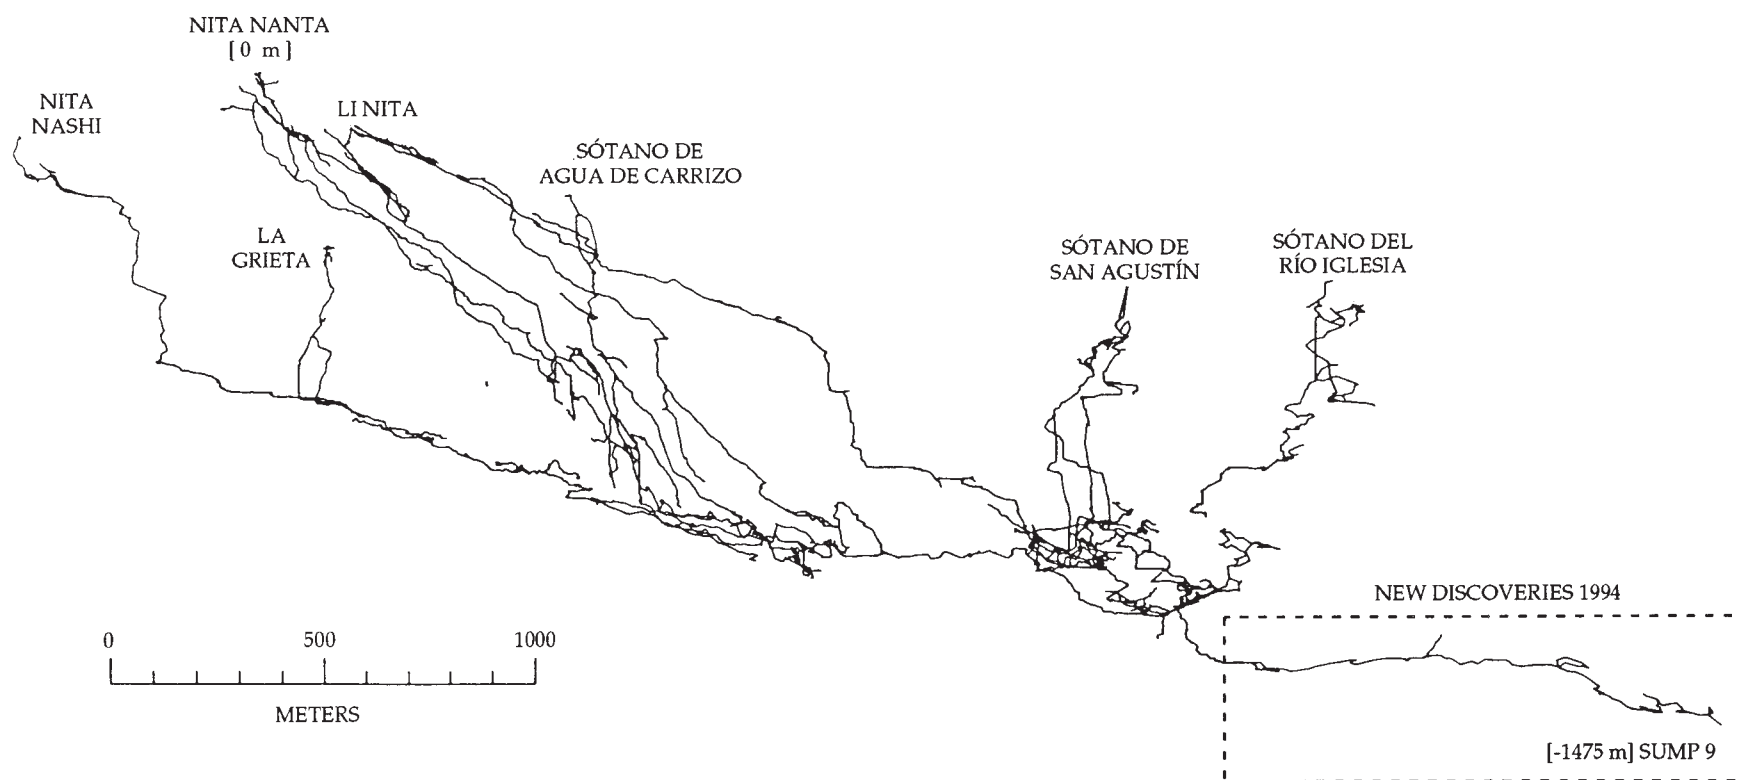 NITA NANTA
[ 0 m ]
NITA
NASHI
LI NITA
SÓTANO DE
AGUA DE CARRIZO
LA
GRIETA
SÓTANO DE
SAN AGUSTÍN
SÓTANO DEL
RÍO IGLESIA
NEW DISCOVERIES 1994
0 500 1000
METERS
[-1475 m] SUMP 9